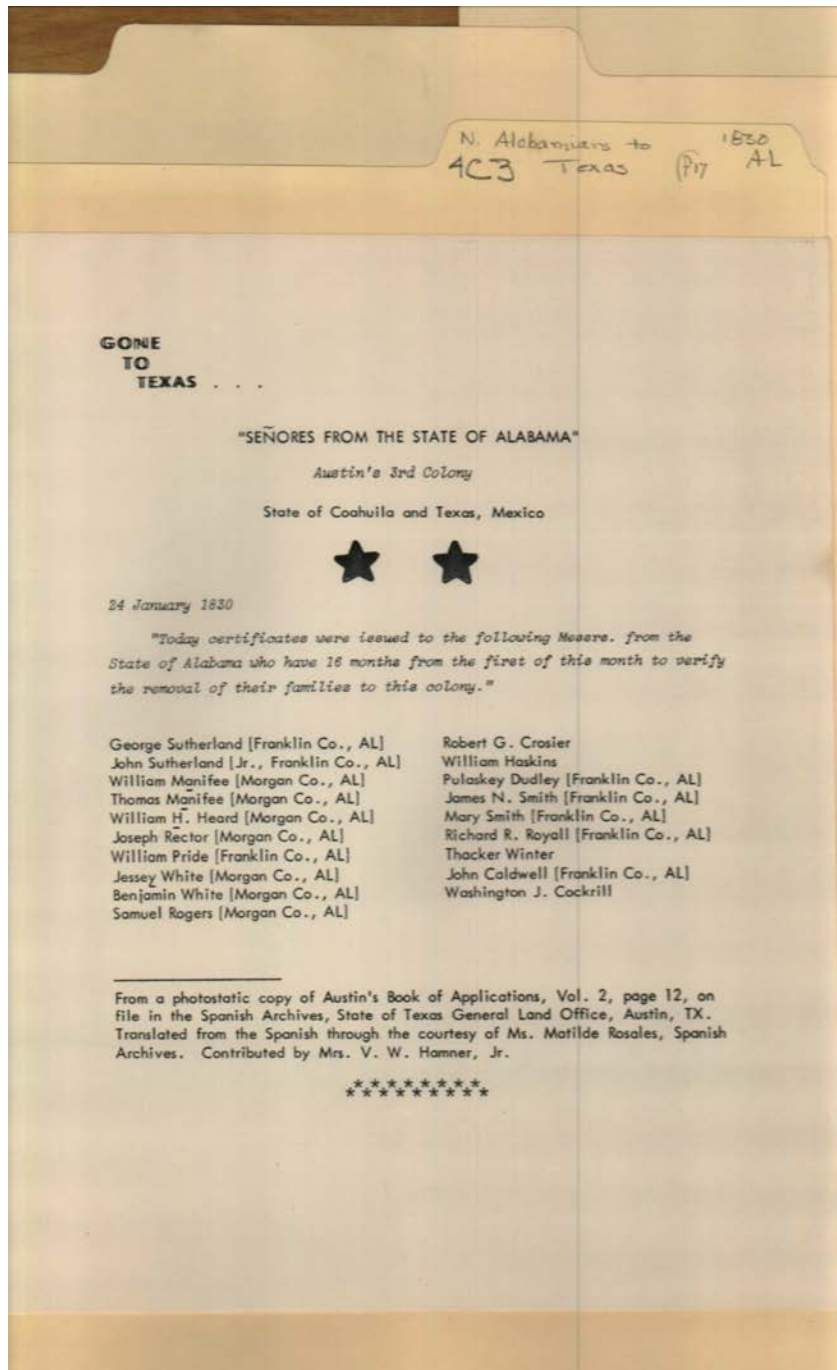 N. Alabamians to 1830
4C3 Texas (P17 AL
GONE
TO
TEXAS . . .
"SEÑORES FROM THE STATE OF ALABAMA"
Austin's 3rd Colony
State of Coahuila and Texas, Mexico
24 January 1830
"Today certificates were issued to the following Messrs. from the
State of Alabama who have 16 months from the first of this month to verify
the removal of their families to this colony."
George Sutherland [Franklin Co., AL]
John Sutherland [Jr., Franklin Co., AL]
William Manifee [Morgan Co., AL]
Thomas Manifee [Morgan Co., AL]
William H. Heard [Morgan Co., AL]
Joseph Rector [Morgan Co., AL]
William Pride [Franklin Co., AL]
Jessey White [Morgan Co., AL]
Benjamin White [Morgan Co., AL]
Samuel Rogers [Morgan Co., AL]
Robert G. Crosier
William Haskins
Pulaskey Dudley [Franklin Co., AL]
James N. Smith [Franklin Co., AL]
Mary Smith [Franklin Co., AL]
Richard R. Royall [Franklin Co., AL]
Thacker Winter
John Caldwell [Franklin Co., AL]
Washington J. Cockrill
From a photostatic copy of Austin's Book of Applications, Vol. 2, page 12, on
file in the Spanish Archives, State of Texas General Land Office, Austin, TX.
Translated from the Spanish through the courtesy of Ms. Matilde Rosales, Spanish
Archives. Contributed by Mrs. V. W. Hamner, Jr.